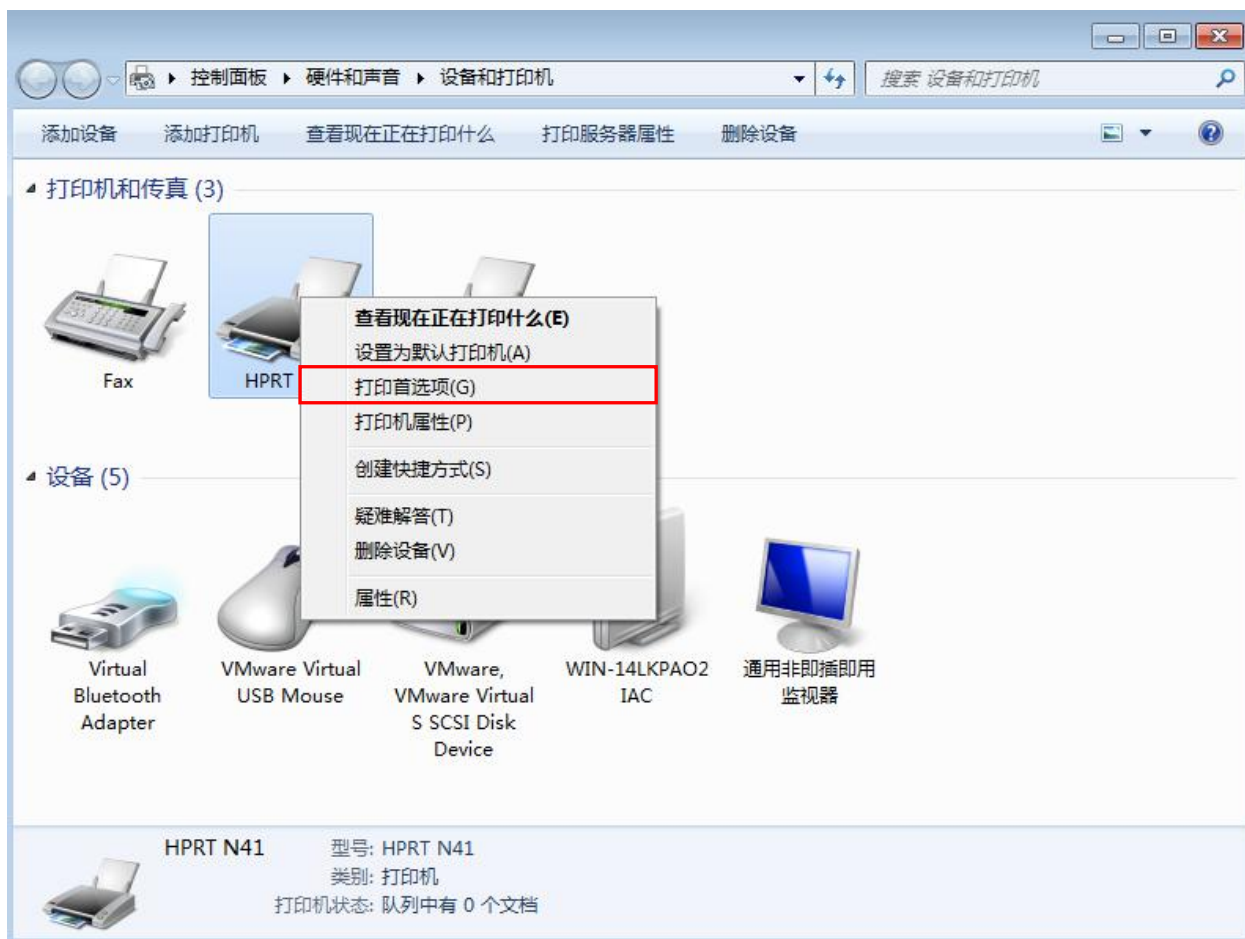 控制面板 ▸ 硬件和声音 ▸ 设备和打印机
搜索 设备和打印机
添加设备 添加打印机 查看现在正在打印什么 打印服务器属性 删除设备
打印机和传真 (3)
Fax
HPRT
查看现在正在打印什么(E)
设置为默认打印机(A)
打印首选项(G)
打印机属性(P)
创建快捷方式(S)
疑难解答(T)
删除设备(V)
属性(R)
设备 (5)
Virtual
Bluetooth
Adapter
VMware Virtual
USB Mouse
VMware,
VMware Virtual
S SCSI Disk
Device
WIN-14LKPAO2
IAC
通用非即插即用
监视器
HPRT N41
型号: HPRT N41
类别: 打印机
打印机状态: 队列中有 0 个文档